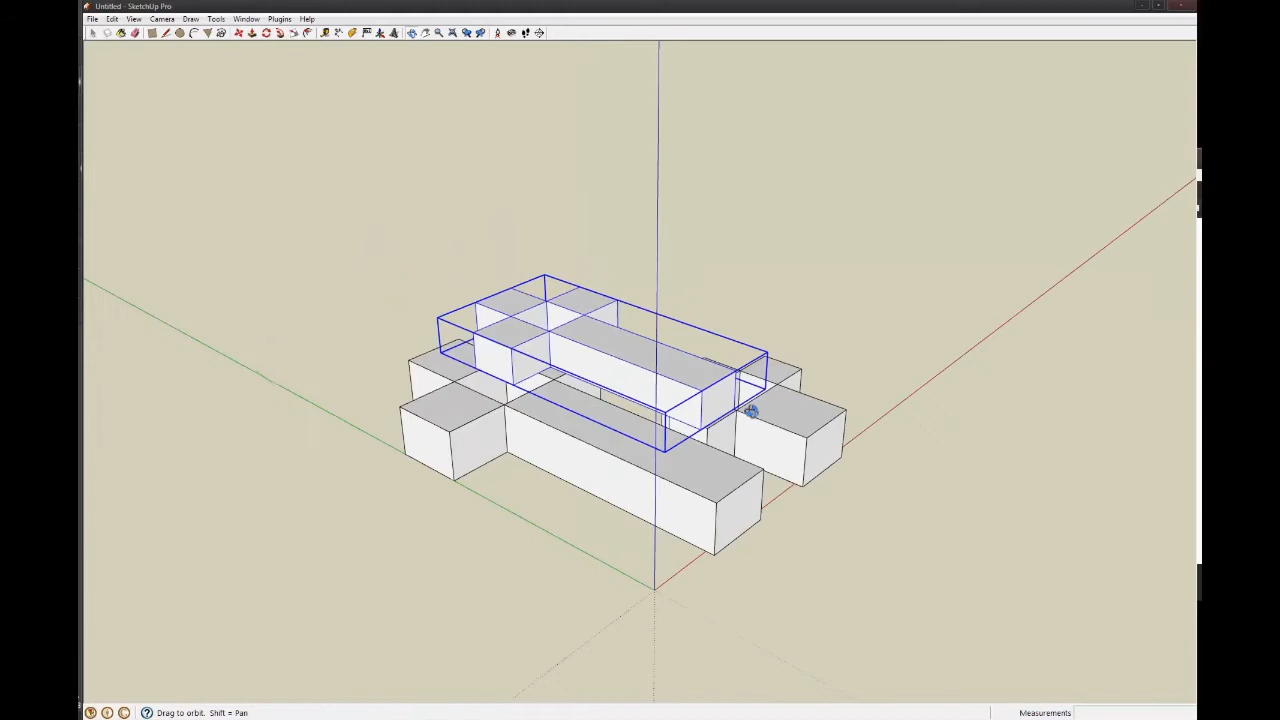 Untitled - SketchUp Pro
File Edit View Camera Draw Tools Window Plugins Help
Drag to orbit. Shift = Pan
Measurements